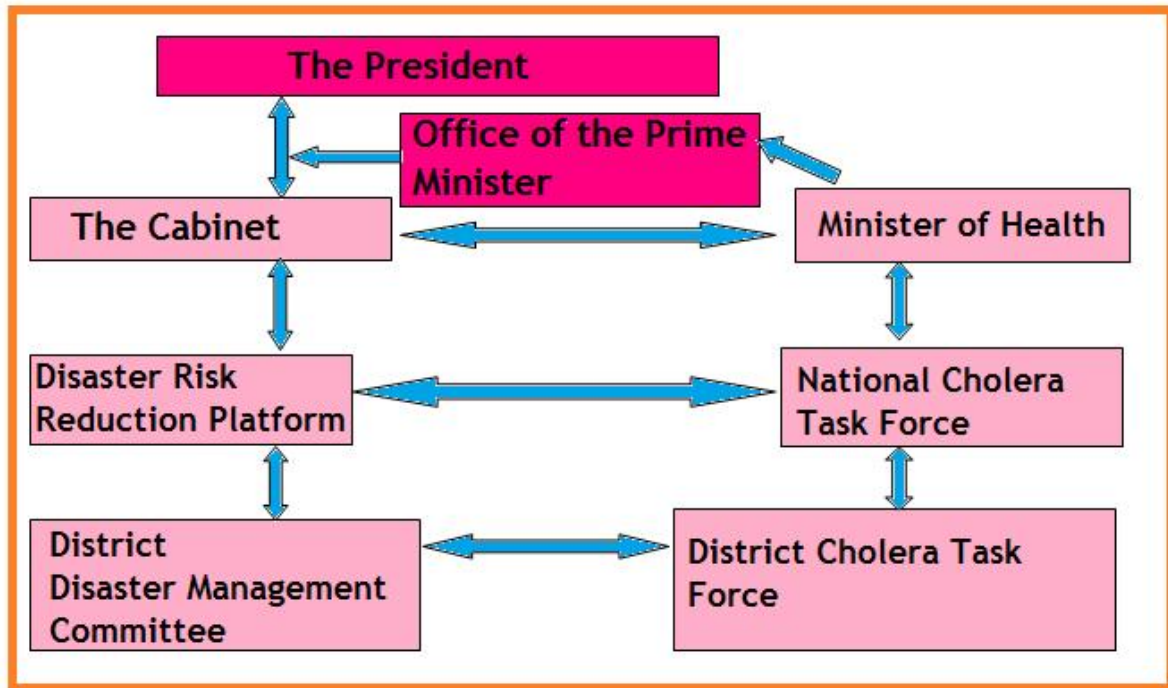 The President
Office of the Prime
Minister
The Cabinet
Minister of Health
Disaster Risk
Reduction Platform
National Cholera
Task Force
District
Disaster Management
Committee
District Cholera Task
Force